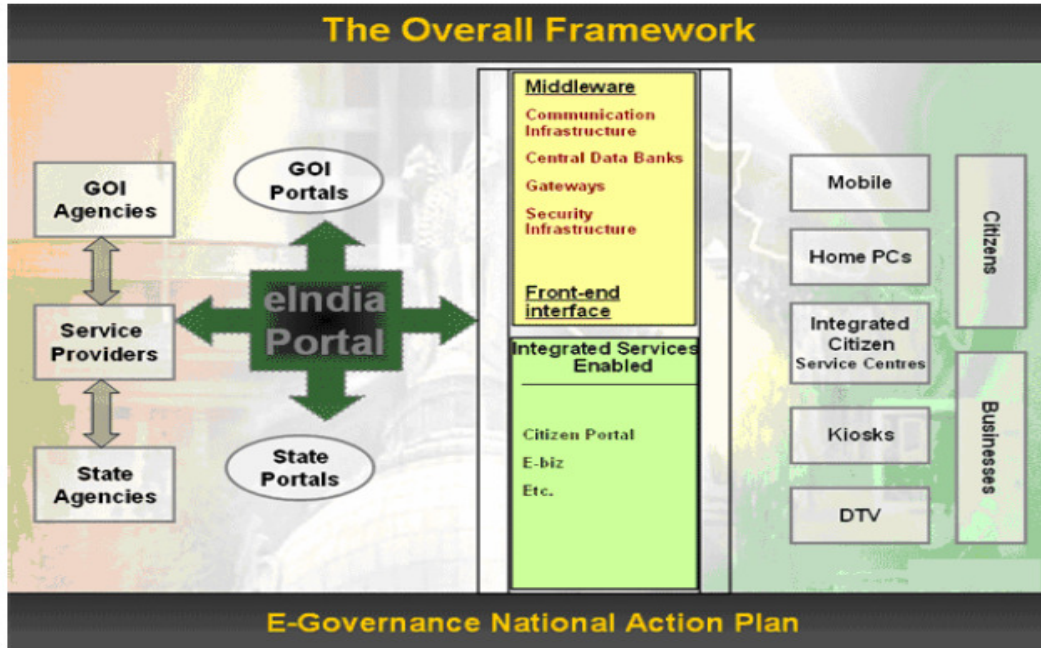 The Overall Framework
GOI
Agencies
Service
Providers
State
Agencies
GOI
Portals
eIndia
Portal
State
Portals
Middleware
Communication
Infrastructure
Central Data Banks
Gateways
Security
Infrastructure
Front-end
interface
Integrated Services
Enabled
Citizen Portal
E-biz
Etc.
Mobile
Home PCs
Integrated
Citizen
Service Centres
Kiosks
DTV
Citizens
Businesses
E-Governance National Action Plan